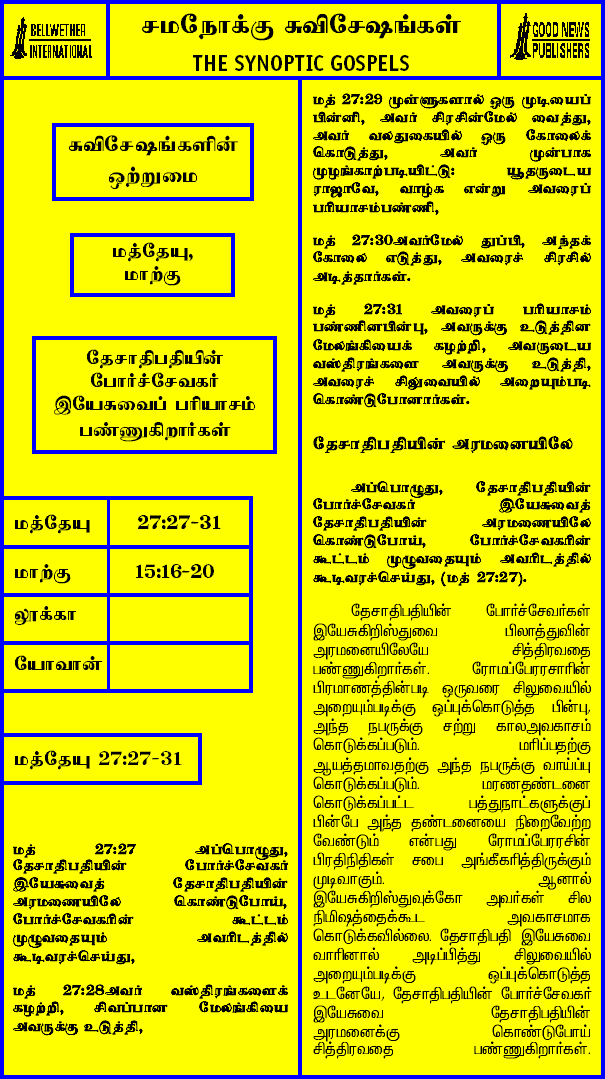 BELLWETHER
INTERNATIONAL
சமநோக்கு சுவிசேஷங்கள்
THE SYNOPTIC GOSPELS
GOOD NEWS
PUBLISHERS
சுவிசேஷங்களின்
ஒற்றுமை
மத்தேயு,
மாற்கு
தேசாதிபதியின்
போர்ச்சேவகர்
இயேசுவைப் பரியாசம்
பண்ணுகிறார்கள்
மத்தேயு 27:27-31
மாற்கு 15:16-20
லூக்கா
யோவான்
மத்தேயு 27:27-31
மத் 27:27 அப்பொழுது,
தேசாதிபதியின் போர்ச்சேவகர்
இயேசுவைத் தேசாதிபதியின்
அரமணையிலே கொண்டுபோய்,
போர்ச்சேவகரின் கூட்டம்
முழுவதையும் அவரிடத்தில்
கூடிவரச்செய்து,
மத் 27:28அவர் வஸ்திரங்களைக்
கழற்றி, சிவப்பான மேலங்கியை
அவருக்கு உடுத்தி,
மத் 27:29 முள்ளுகளால் ஒரு முடியைப்
பின்னி, அவர் சிரசின்மேல் வைத்து,
அவர் வலதுகையில் ஒரு கோலைக்
கொடுத்து, அவர் முன்பாக
முழங்காற்படியிட்டு: யூதருடைய
ராஜாவே, வாழ்க என்று அவரைப்
பரியாசம்பண்ணி,
மத் 27:30அவர்மேல் துப்பி, அந்தக்
கோலை எடுத்து, அவரைச் சிரசில்
அடித்தார்கள்.
மத் 27:31 அவரைப் பரியாசம்
பண்ணினபின்பு, அவருக்கு உடுத்தின
மேலங்கியைக் கழற்றி, அவருடைய
வஸ்திரங்களை அவருக்கு உடுத்தி,
அவரைச் சிலுவையில் அறையும்படி
கொண்டுபோனார்கள்.
தேசாதிபதியின் அரமனையிலே
அப்பொழுது, தேசாதிபதியின்
போர்ச்சேவகர் இயேசுவைத்
தேசாதிபதியின் அரமணையிலே
கொண்டுபோய், போர்ச்சேவகரின்
கூட்டம் முழுவதையும் அவரிடத்தில்
கூடிவரச்செய்து, (மத் 27:27).
தேசாதிபதியின் போர்ச்சேவர்கள்
இயேசுகிறிஸ்துவை பிலாத்துவின்
அரமனையிலேயே சித்திரவதை
பண்ணுகிறார்கள். ரோமப்பேரரசாரின்
பிரமாணத்தின்படி ஒருவரை சிலுவையில்
அறையும்படிக்கு ஒப்புக்கொடுத்த பின்பு,
அந்த நபருக்கு சற்று காலஅவகாசம்
கொடுக்கப்படும். மரிப்பதற்கு
ஆயத்தமாவதற்கு அந்த நபருக்கு வாய்ப்பு
கொடுக்கப்படும். மரணதண்டனை
கொடுக்கப்பட்ட பத்துநாட்களுக்குப்
பின்பே அந்த தண்டனையை நிறைவேற்ற
வேண்டும் என்பது ரோமப்பேரரசின்
பிரதிநிதிகள் சபை அங்கீகரித்திருக்கும்
முடிவாகும். ஆனால்
இயேசுகிறிஸ்துவுக்கோ அவர்கள் சில
நிமிஷத்தைக்கூட அவகாசமாக
கொடுக்கவில்லை. தேசாதிபதி இயேசுவை
வாரினால் அடிப்பித்து சிலுவையில்
அறையும்படிக்கு ஒப்புக்கொடுத்த
உடனேயே, தேசாதிபதியின் போர்ச்சேவகர்
இயேசுவை தேசாதிபதியின்
அரமனைக்கு கொண்டுபோய்
சித்திரவதை பண்ணுகிறார்கள்.